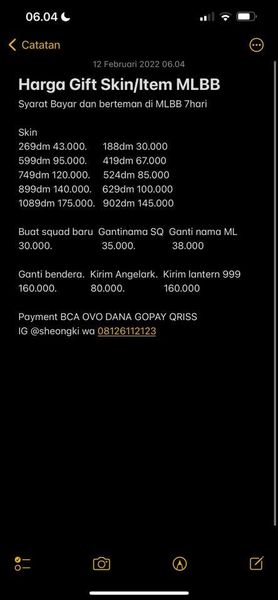 06.04
Catatan
12 Februari 2022 06.04
Harga Gift Skin/Item MLBB
Syarat Bayar dan berteman di MLBB 7hari
Skin
269dm 43.000. 188dm 30.000
599dm 95.000. 419dm 67.000
749dm 120.000. 524dm 85.000
899dm 140.000. 629dm 100.000
1089dm 175.000. 902dm 145.000
Buat squad baru Gantinama SQ Ganti nama ML
30.000. 35.000. 38.000
Ganti bendera. Kirim Angelark. Kirim lantern 999
160.000. 80.000. 160.000
Payment BCA OVO DANA GOPAY QRISS
IG @sheongki wa 08126112123